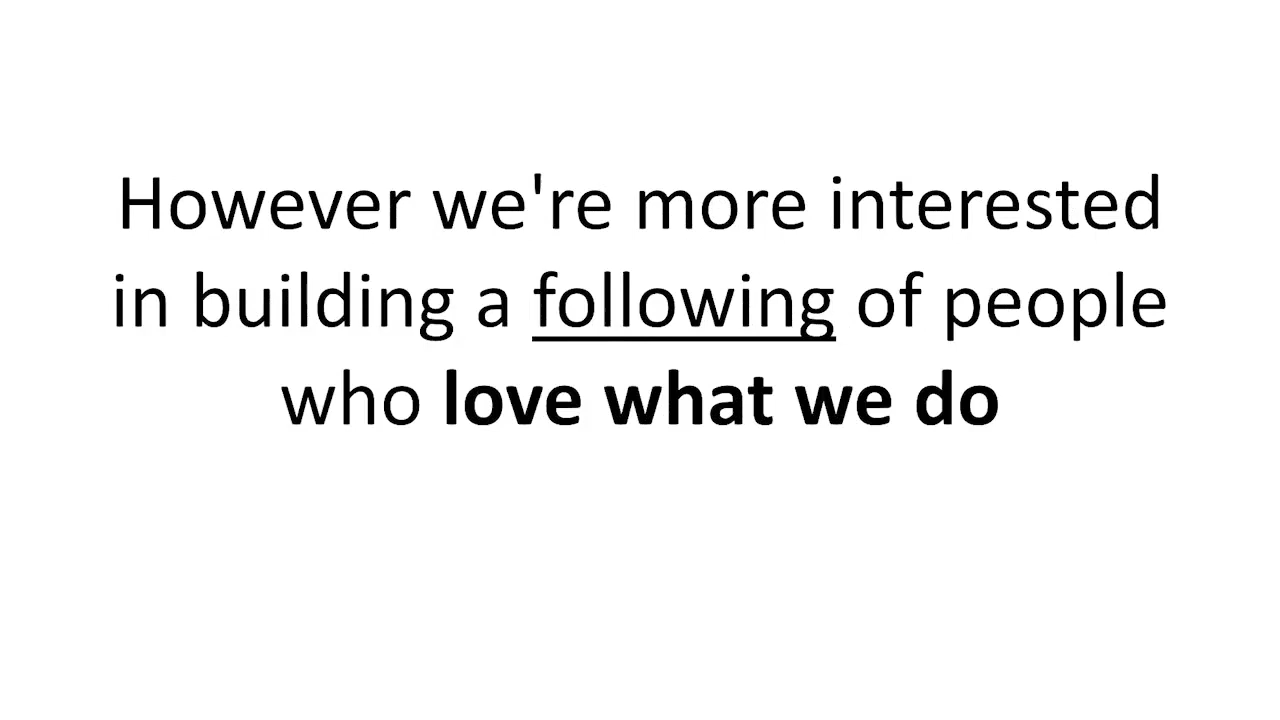 However we're more interested
in building a following of people
who love what we do